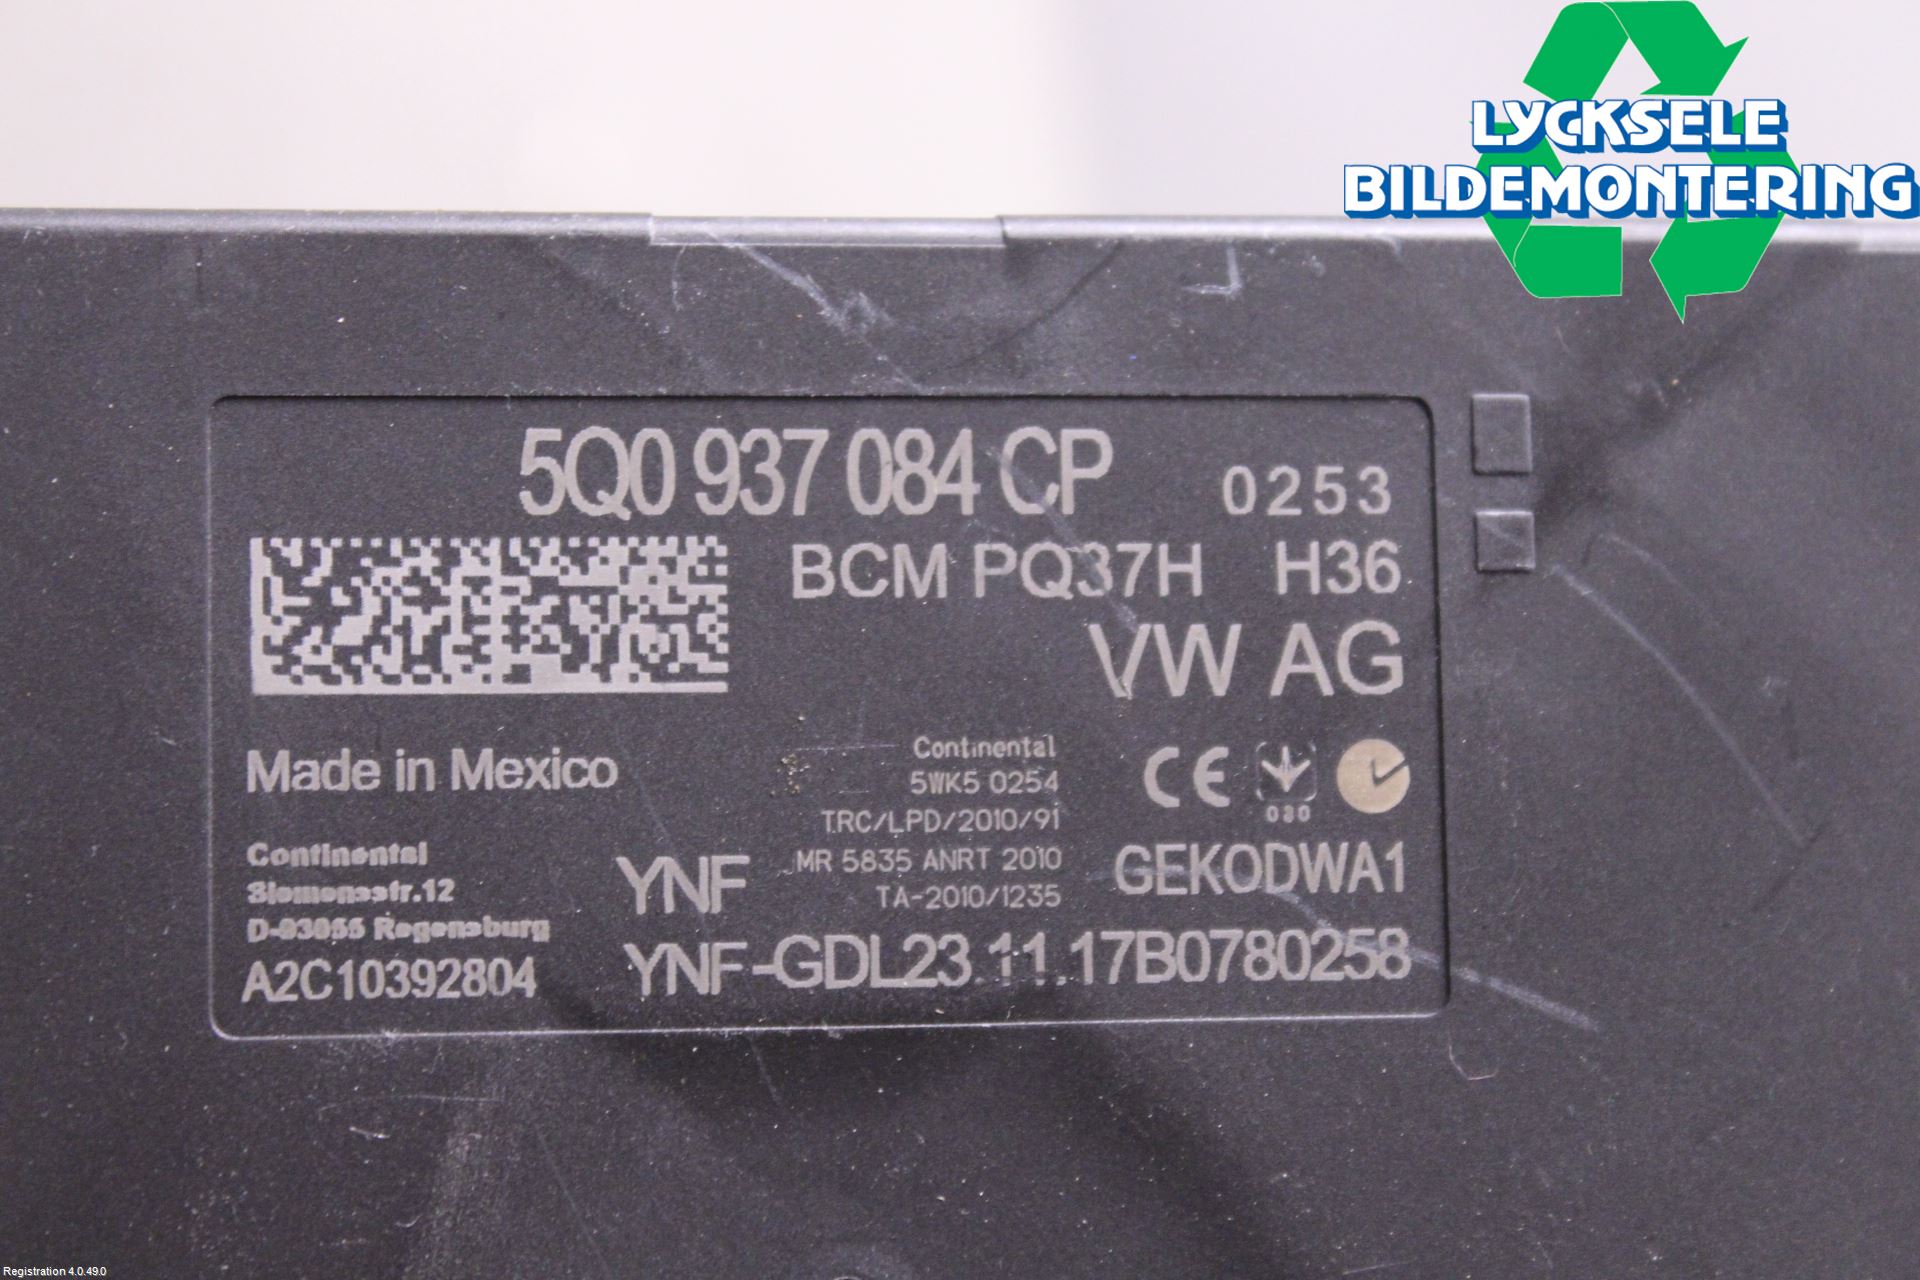 LYCKSELE
BILDEMONTERING
5Q0 937 084 CP 0253
BCM PQ37H H36
VW AG
Made in Mexico
Continental
5WK5 0254
TRC/LPD/2010/91
MR 5835 ANRT 2010
TA-2010/1235
CE
030
Continental
Siemensstr.12
D-93055 Regensburg
A2C10392804
YNF
GEKODWA1
YNF-GDL23.11.17B0780258
Registration 4.0.49.0